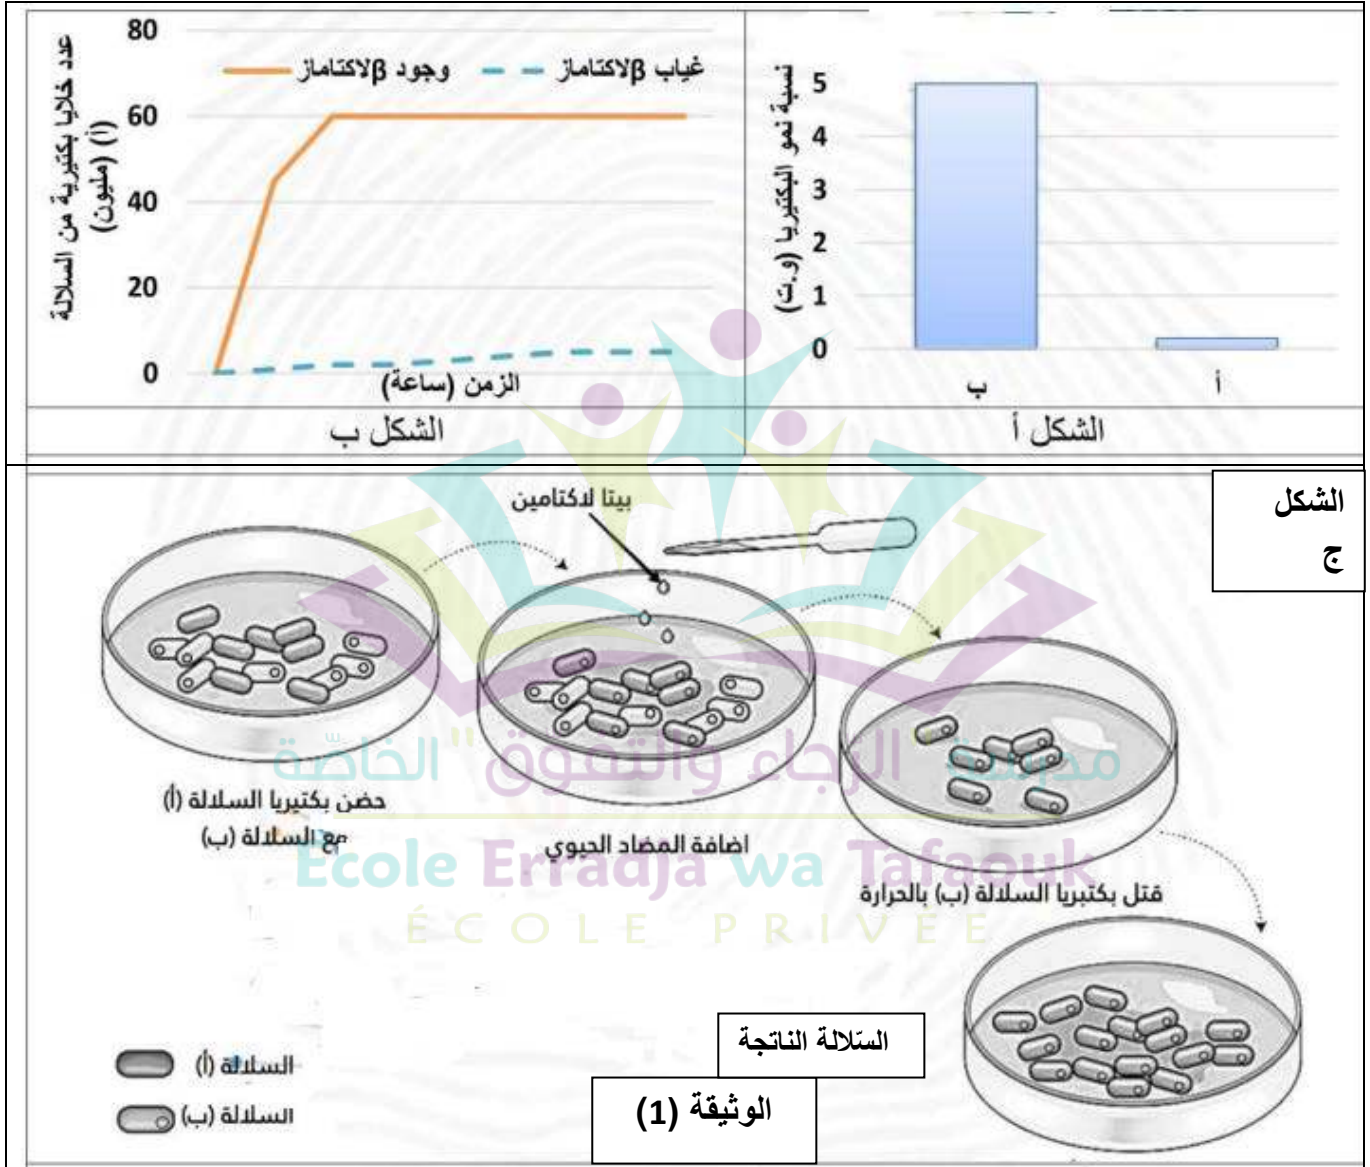 نسبة نمو البكتيريا (و.ت)
5
4
3
2
1
0
أ
ب
الشكل أ
عدد خلايا بكتيرية من السلالة
(أ) (مليون)
80
60
40
20
0
وجود βلاكتاماز
غياب βلاكتاماز
الزمن (ساعة)
الشكل ب
الشكل
ج
بيتا لاكتامين
حضن بكتيريا السلالة (أ)
مع السلالة (ب)
اضافة المضاد الحيوي
قتل بكتيريا السلالة (ب) بالحرارة
السّلالة الناتجة
السلالة (أ)
السلالة (ب)
الوثيقة (1)
مدرسة "الرجاء والتفوق" الخاصّة
Ecole Erradja wa Tafaouk
ÉCOLE PRIVÉE